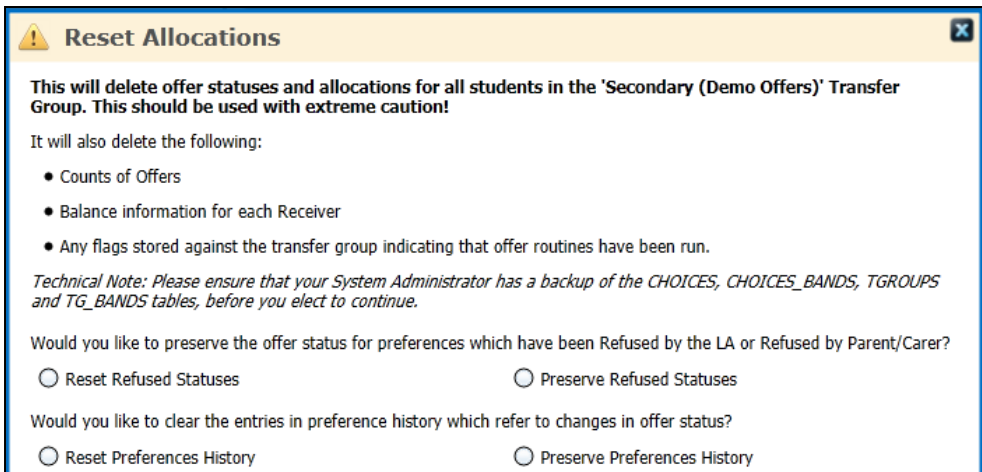 Reset Allocations
This will delete offer statuses and allocations for all students in the 'Secondary (Demo Offers)' Transfer
Group. This should be used with extreme caution!
It will also delete the following:
• Counts of Offers
• Balance information for each Receiver
• Any flags stored against the transfer group indicating that offer routines have been run.
Technical Note: Please ensure that your System Administrator has a backup of the CHOICES, CHOICES_BANDS, TGROUPS
and TG_BANDS tables, before you elect to continue.
Would you like to preserve the offer status for preferences which have been Refused by the LA or Refused by Parent/Carer?
Reset Refused Statuses Preserve Refused Statuses
Would you like to clear the entries in preference history which refer to changes in offer status?
Reset Preferences History Preserve Preferences History